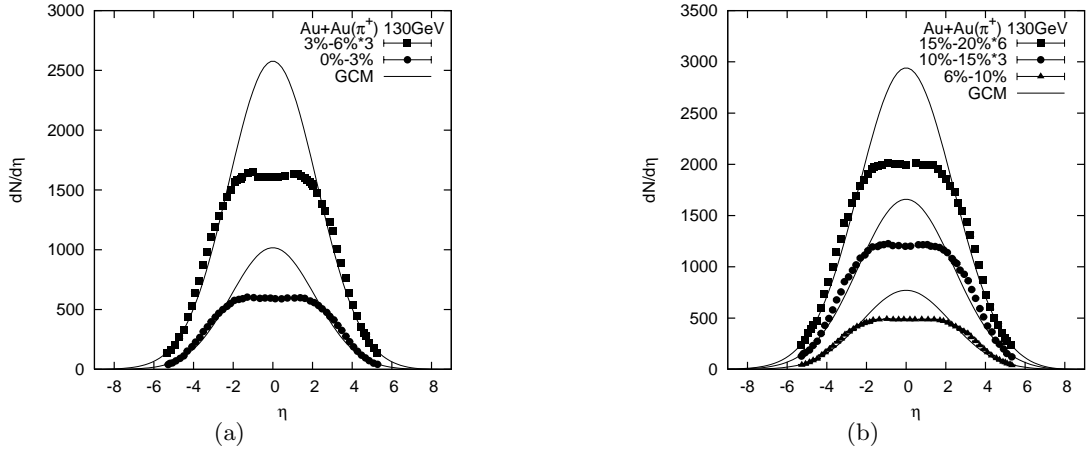 Au+Au(π+) 130GeV
3%-6%*3
0%-3%
GCM
3000
2500
2000
1500
1000
500
0
dN/dη
-8 -6 -4 -2 0 2 4 6 8
η
(a)
Au+Au(π+) 130GeV
15%-20%*6
10%-15%*3
6%-10%
GCM
3500
3000
2500
2000
1500
1000
500
0
dN/dη
-8 -6 -4 -2 0 2 4 6 8
η
(b)